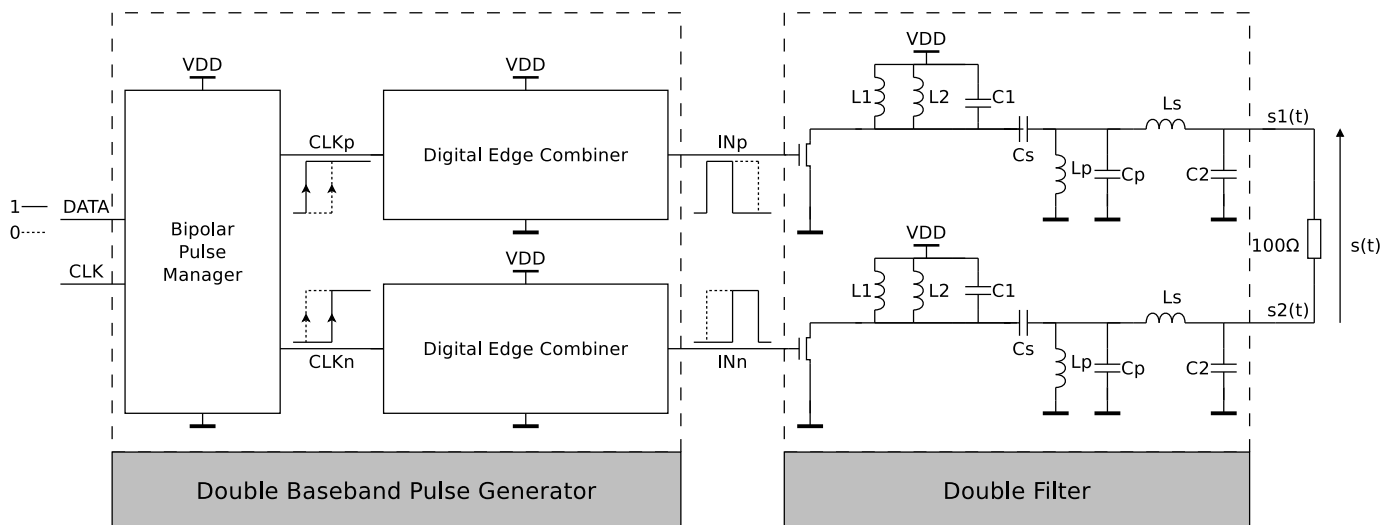 VDD
VDD
VDD
L1
L2
C1
Ls
s1(t)
CLKp
Digital Edge Combiner
INp
Cs
Lp
Cp
C2
1
DATA
0
Bipolar
Pulse
Manager
CLK
VDD
VDD
100Ω
s(t)
L1
L2
C1
Ls
s2(t)
Digital Edge Combiner
CLKn
INn
Cs
Lp
Cp
C2
Double Baseband Pulse Generator
Double Filter